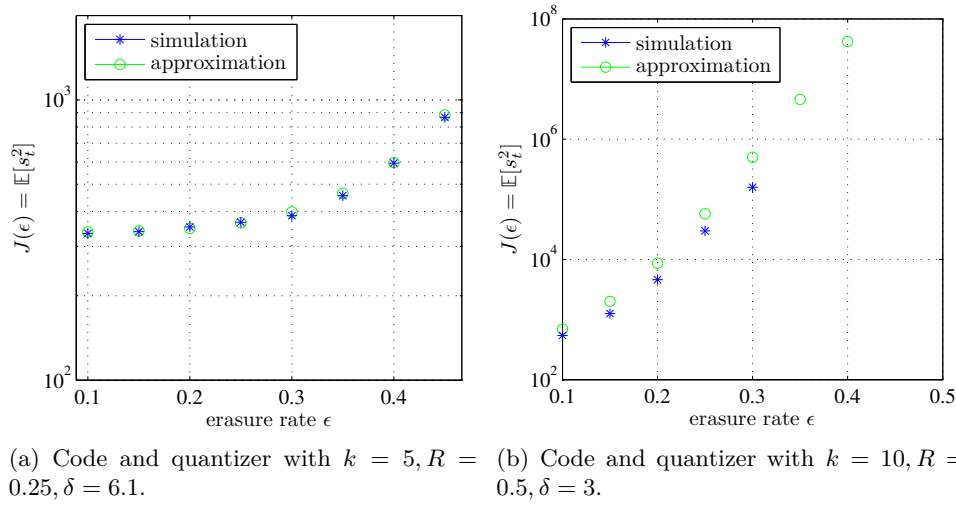 simulation
approximation
10^3
10^2
J(ϵ) = 𝔼[s_t^2]
0.1 0.2 0.3 0.4
erasure rate ϵ
(a) Code and quantizer with k = 5, R =
0.25, δ = 6.1.
simulation
approximation
10^8
10^6
10^4
10^2
J(ϵ) = 𝔼[s_t^2]
0.1 0.2 0.3 0.4 0.5
erasure rate ϵ
(b) Code and quantizer with k = 10, R =
0.5, δ = 3.